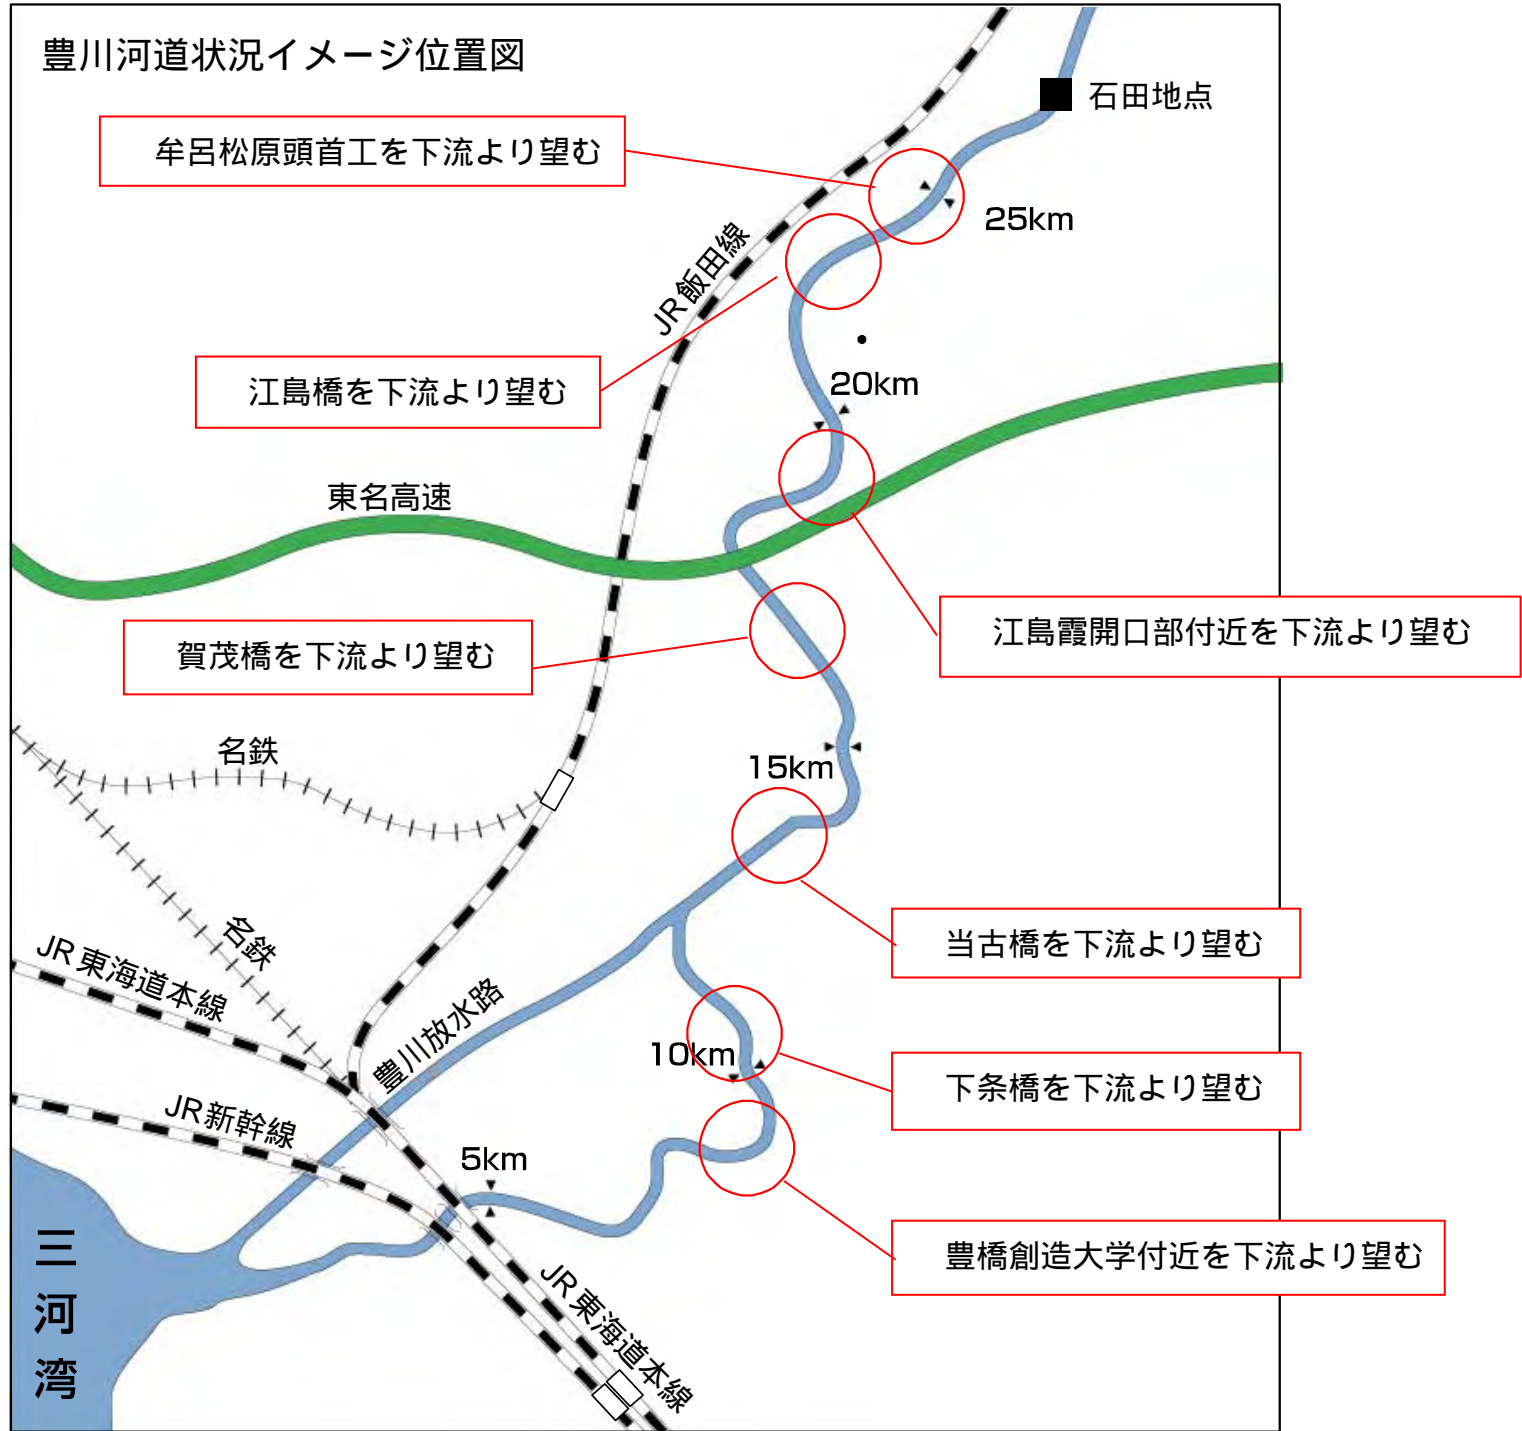 豊川河道状況イメージ位置図
石田地点
牟呂松原頭首工を下流より望む
25km
JR飯田線
江島橋を下流より望む
20km
東名高速
江島霞開口部付近を下流より望む
賀茂橋を下流より望む
名鉄
15km
当古橋を下流より望む
名鉄
JR東海道本線
豊川放水路
10km
下条橋を下流より望む
JR新幹線
5km
豊橋創造大学付近を下流より望む
三河湾
JR東海道本線